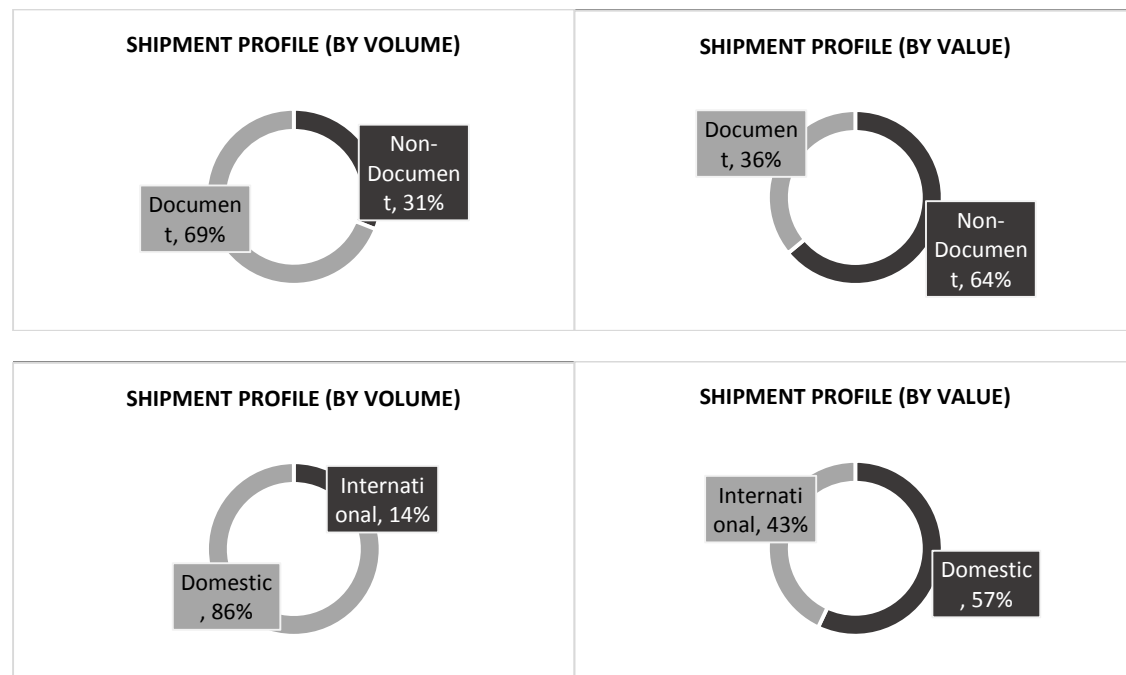 SHIPMENT PROFILE (BY VOLUME)
Non-
Documen
t, 31%
Documen
t, 69%
SHIPMENT PROFILE (BY VALUE)
Documen
t, 36%
Non-
Documen
t, 64%
SHIPMENT PROFILE (BY VOLUME)
Internati
onal, 14%
Domestic
, 86%
SHIPMENT PROFILE (BY VALUE)
Internati
onal, 43%
Domestic
, 57%